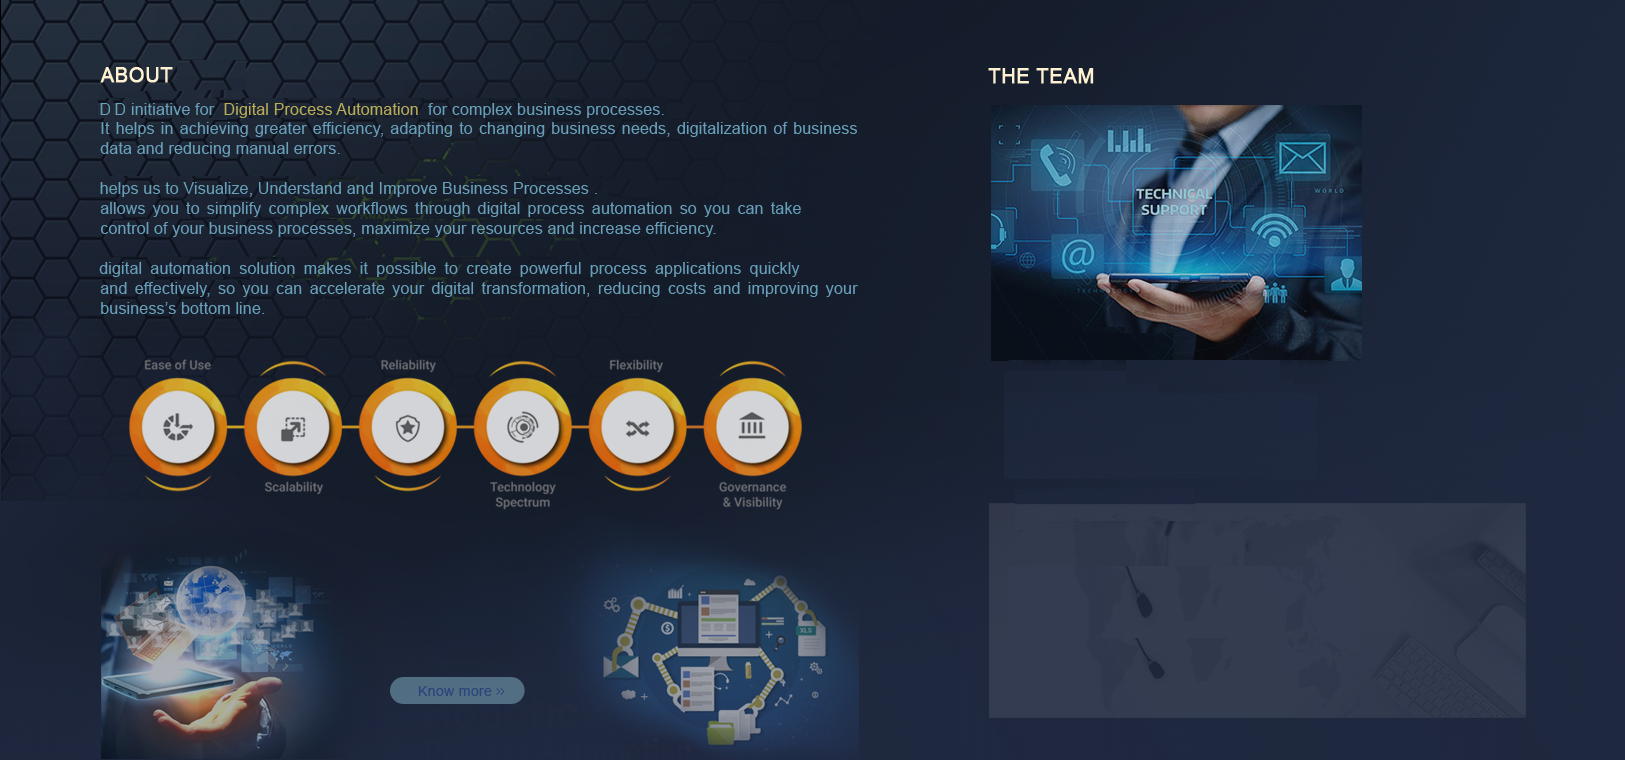 ABOUT
D D initiative for Digital Process Automation for complex business processes.
It helps in achieving greater efficiency, adapting to changing business needs, digitalization of business
data and reducing manual errors.
helps us to Visualize, Understand and Improve Business Processes .
allows you to simplify complex workflows through digital process automation so you can take
control of your business processes, maximize your resources and increase efficiency.
digital automation solution makes it possible to create powerful process applications quickly
and effectively, so you can accelerate your digital transformation, reducing costs and improving your
business's bottom line.
Ease of Use
Reliability
Flexibility
Scalability
Technology
Spectrum
Governance
& Visibility
XLS
Know more »
THE TEAM
TECHNICAL
SUPPORT
WORLD
@